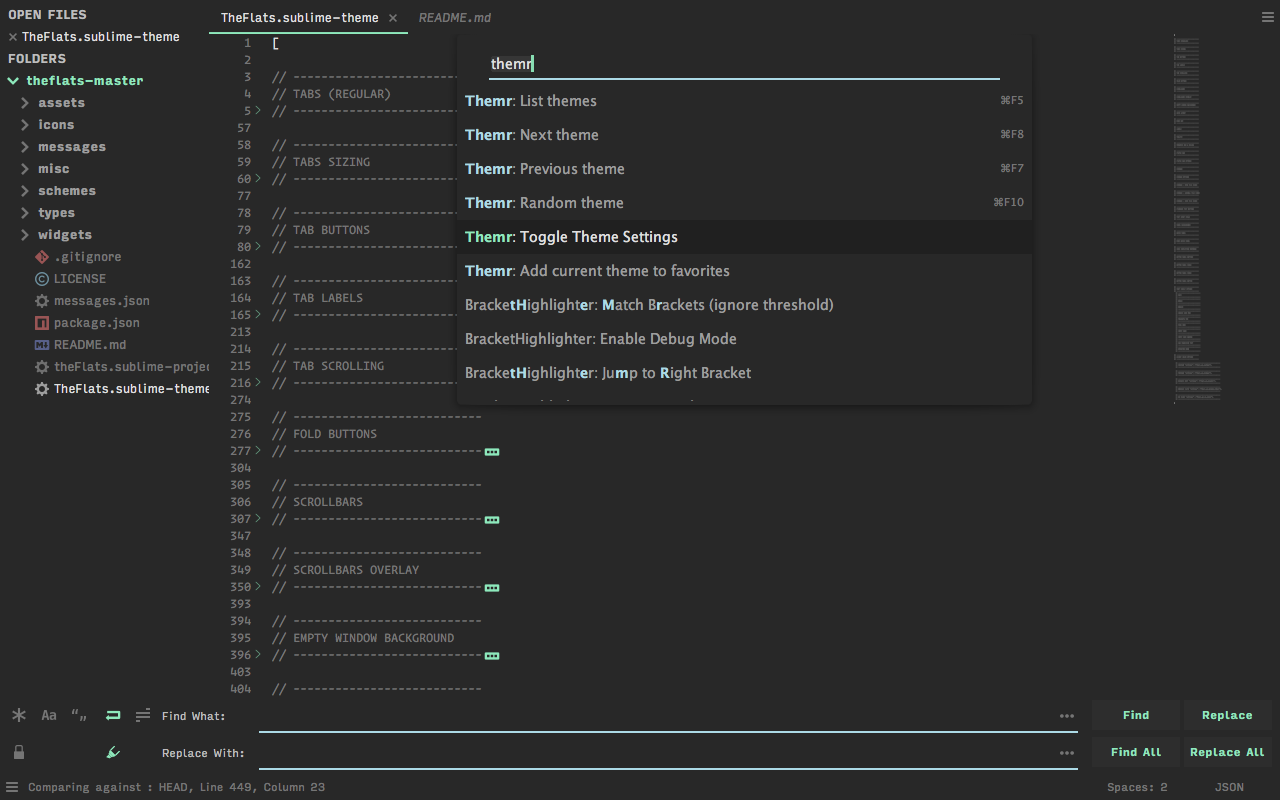 OPEN FILES
TheFlats.sublime-theme
FOLDERS
theflats-master
assets
icons
messages
misc
schemes
types
widgets
.gitignore
LICENSE
messages.json
package.json
README.md
theFlats.sublime-projec
TheFlats.sublime-theme
TheFlats.sublime-theme ×
README.md
1 [
2
3 // ---------------------------
4 // TABS (REGULAR)
5 // ---------------------------
57
58 // ---------------------------
59 // TABS SIZING
60 // ---------------------------
77
78 // ---------------------------
79 // TAB BUTTONS
80 // ---------------------------
162
163 // ---------------------------
164 // TAB LABELS
165 // ---------------------------
213
214 // ---------------------------
215 // TAB SCROLLING
216 // ---------------------------
274
275 // ---------------------------
276 // FOLD BUTTONS
277 // ---------------------------
304
305 // ---------------------------
306 // SCROLLBARS
307 // ---------------------------
347
348 // ---------------------------
349 // SCROLLBARS OVERLAY
350 // ---------------------------
393
394 // ---------------------------
395 // EMPTY WINDOW BACKGROUND
396 // ---------------------------
403
404 // ---------------------------
themr
Themr: List themes ⌘F5
Themr: Next theme ⌘F8
Themr: Previous theme ⌘F7
Themr: Random theme ⌘F10
Themr: Toggle Theme Settings
Themr: Add current theme to favorites
BracketHighlighter: Match Brackets (ignore threshold)
BracketHighlighter: Enable Debug Mode
BracketHighlighter: Jump to Right Bracket
Aa “„ Find What: Find Replace
Replace With: Find All Replace All
Comparing against : HEAD, Line 449, Column 23 Spaces: 2 JSON